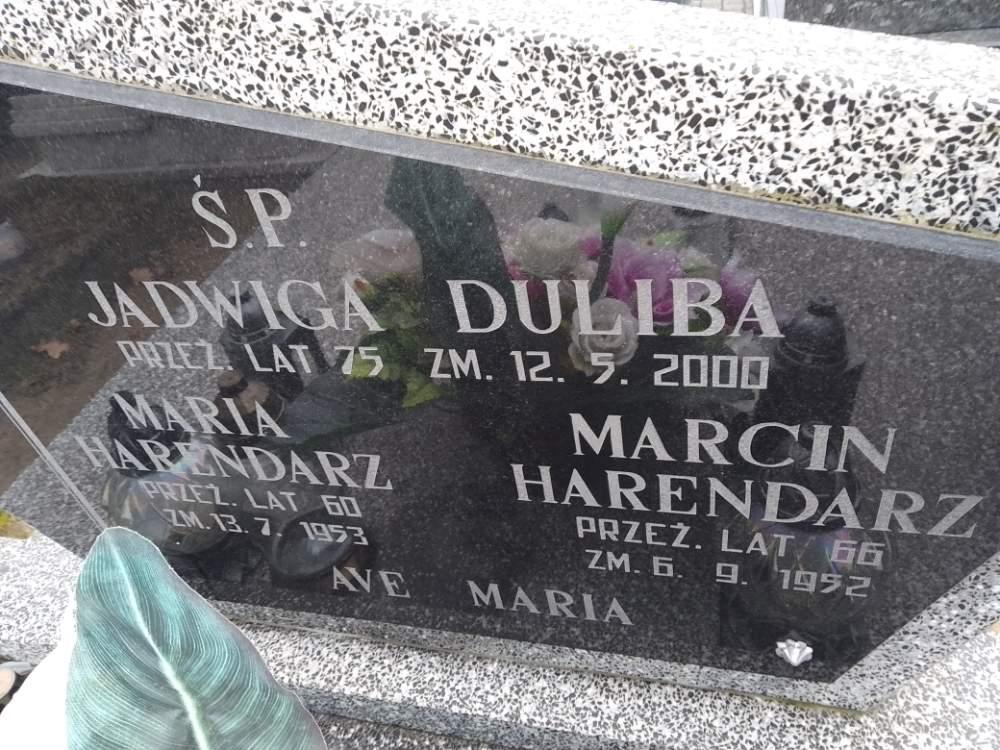 Ś.P.
JADWIGA DULIBA
PRZEŻ. LAT 75 ZM. 12. 5. 2000
MARIA
HARENDARZ
PRZEŻ. LAT 60
ZM. 13. 7. 1953
MARCIN
HARENDARZ
PRZEŻ. LAT 66
ZM. 6. 9. 1952
AVE MARIA